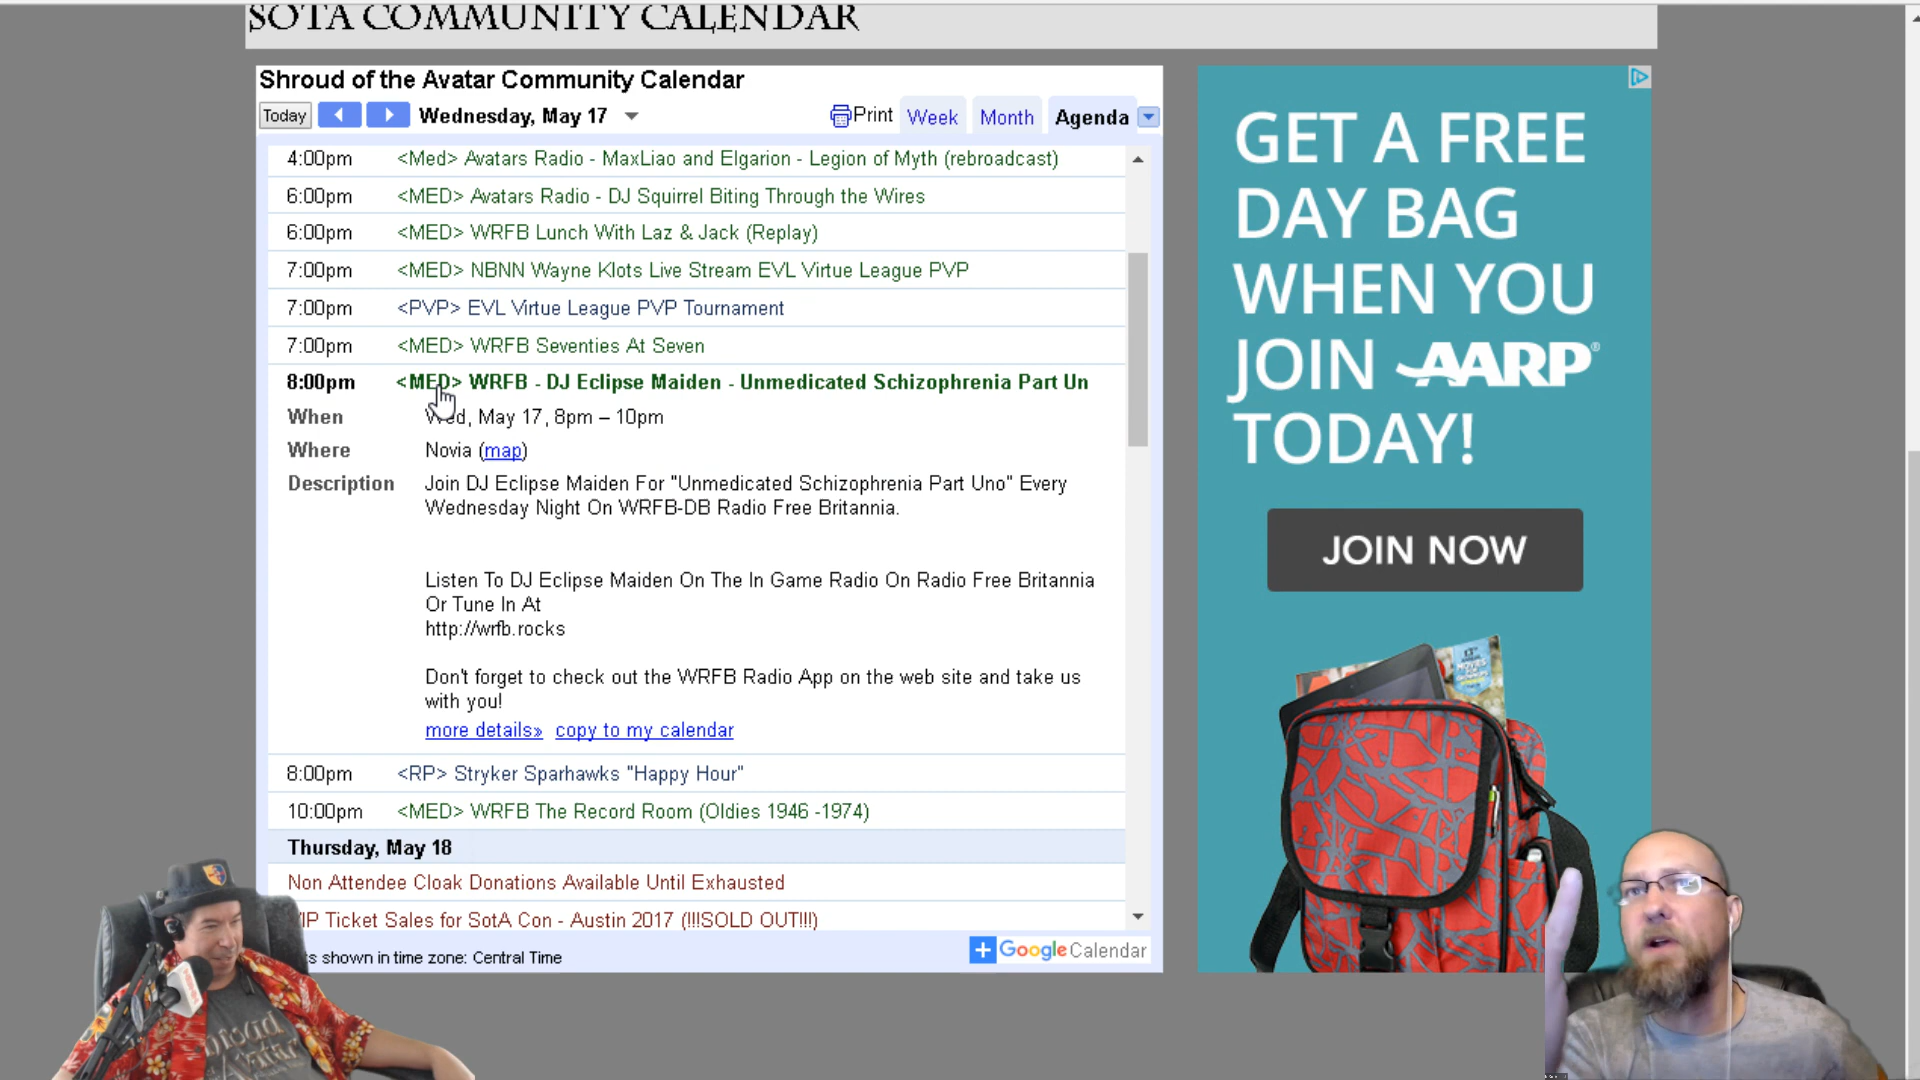 SOTA COMMUNITY CALENDAR
Shroud of the Avatar Community Calendar
Today
Wednesday, May 17
Print
Week
Month
Agenda
4:00pm <Med> Avatars Radio - MaxLiao and Elgarion - Legion of Myth (rebroadcast)
6:00pm <MED> Avatars Radio - DJ Squirrel Biting Through the Wires
6:00pm <MED> WRFB Lunch With Laz & Jack (Replay)
7:00pm <MED> NBNN Wayne Klots Live Stream EVL Virtue League PVP
7:00pm <PVP> EVL Virtue League PVP Tournament
7:00pm <MED> WRFB Seventies At Seven
8:00pm <MED> WRFB - DJ Eclipse Maiden - Unmedicated Schizophrenia Part Un
When Wed, May 17, 8pm – 10pm
Where Novia (map)
Description Join DJ Eclipse Maiden For "Unmedicated Schizophrenia Part Uno" Every
Wednesday Night On WRFB-DB Radio Free Britannia.
Listen To DJ Eclipse Maiden On The In Game Radio On Radio Free Britannia
Or Tune In At
http://wrfb.rocks
Don't forget to check out the WRFB Radio App on the web site and take us
with you!
more details» copy to my calendar
8:00pm <RP> Stryker Sparhawks "Happy Hour"
10:00pm <MED> WRFB The Record Room (Oldies 1946 -1974)
Thursday, May 18
Non Attendee Cloak Donations Available Until Exhausted
IP Ticket Sales for SotA Con - Austin 2017 (!!!SOLD OUT!!!)
s shown in time zone: Central Time
Google Calendar
GET A FREE
DAY BAG
WHEN YOU
JOIN AARP®
TODAY!
JOIN NOW